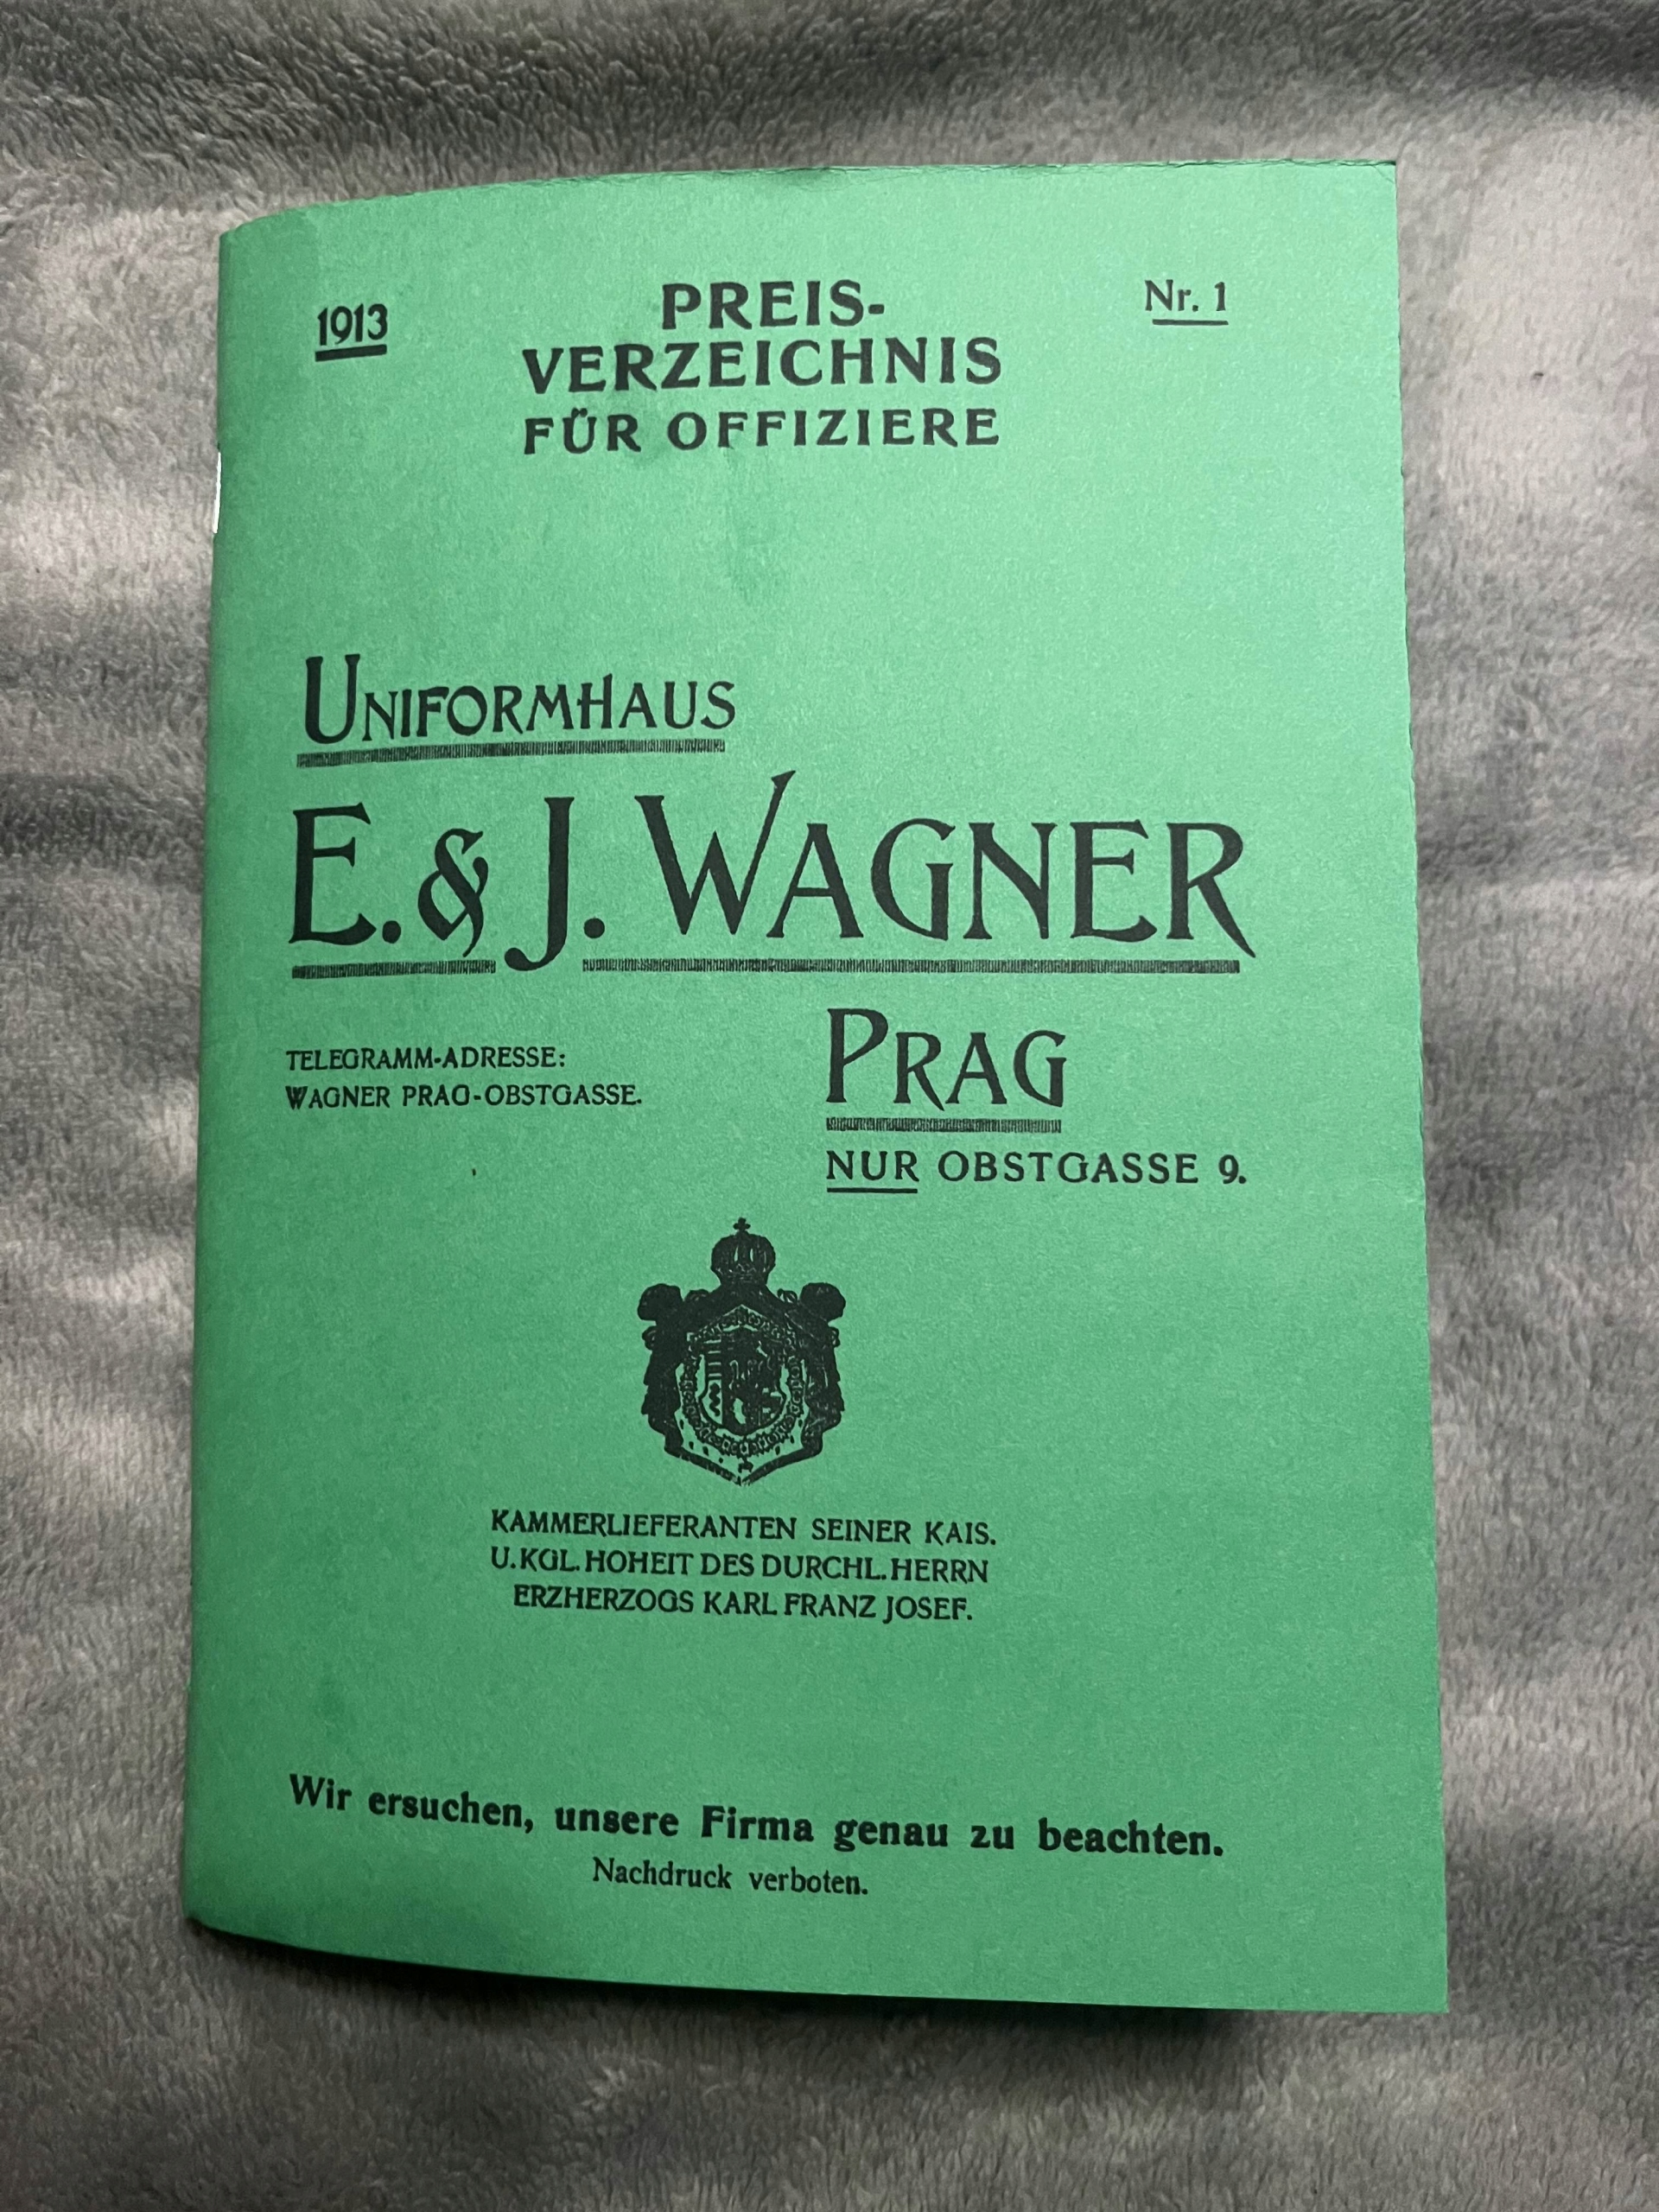 1913
Nr. 1
PREIS-
VERZEICHNIS
FÜR OFFIZIERE
UNIFORMHAUS
E. & J. WAGNER
TELEGRAMM-ADRESSE:
WAGNER PRAG-OBSTGASSE.
PRAG
NUR OBSTGASSE 9.
KAMMERLIEFERANTEN SEINER KAIS.
U. KGL. HOHEIT DES DURCHL. HERRN
ERZHERZOGS KARL FRANZ JOSEF.
Wir ersuchen, unsere Firma genau zu beachten.
Nachdruck verboten.